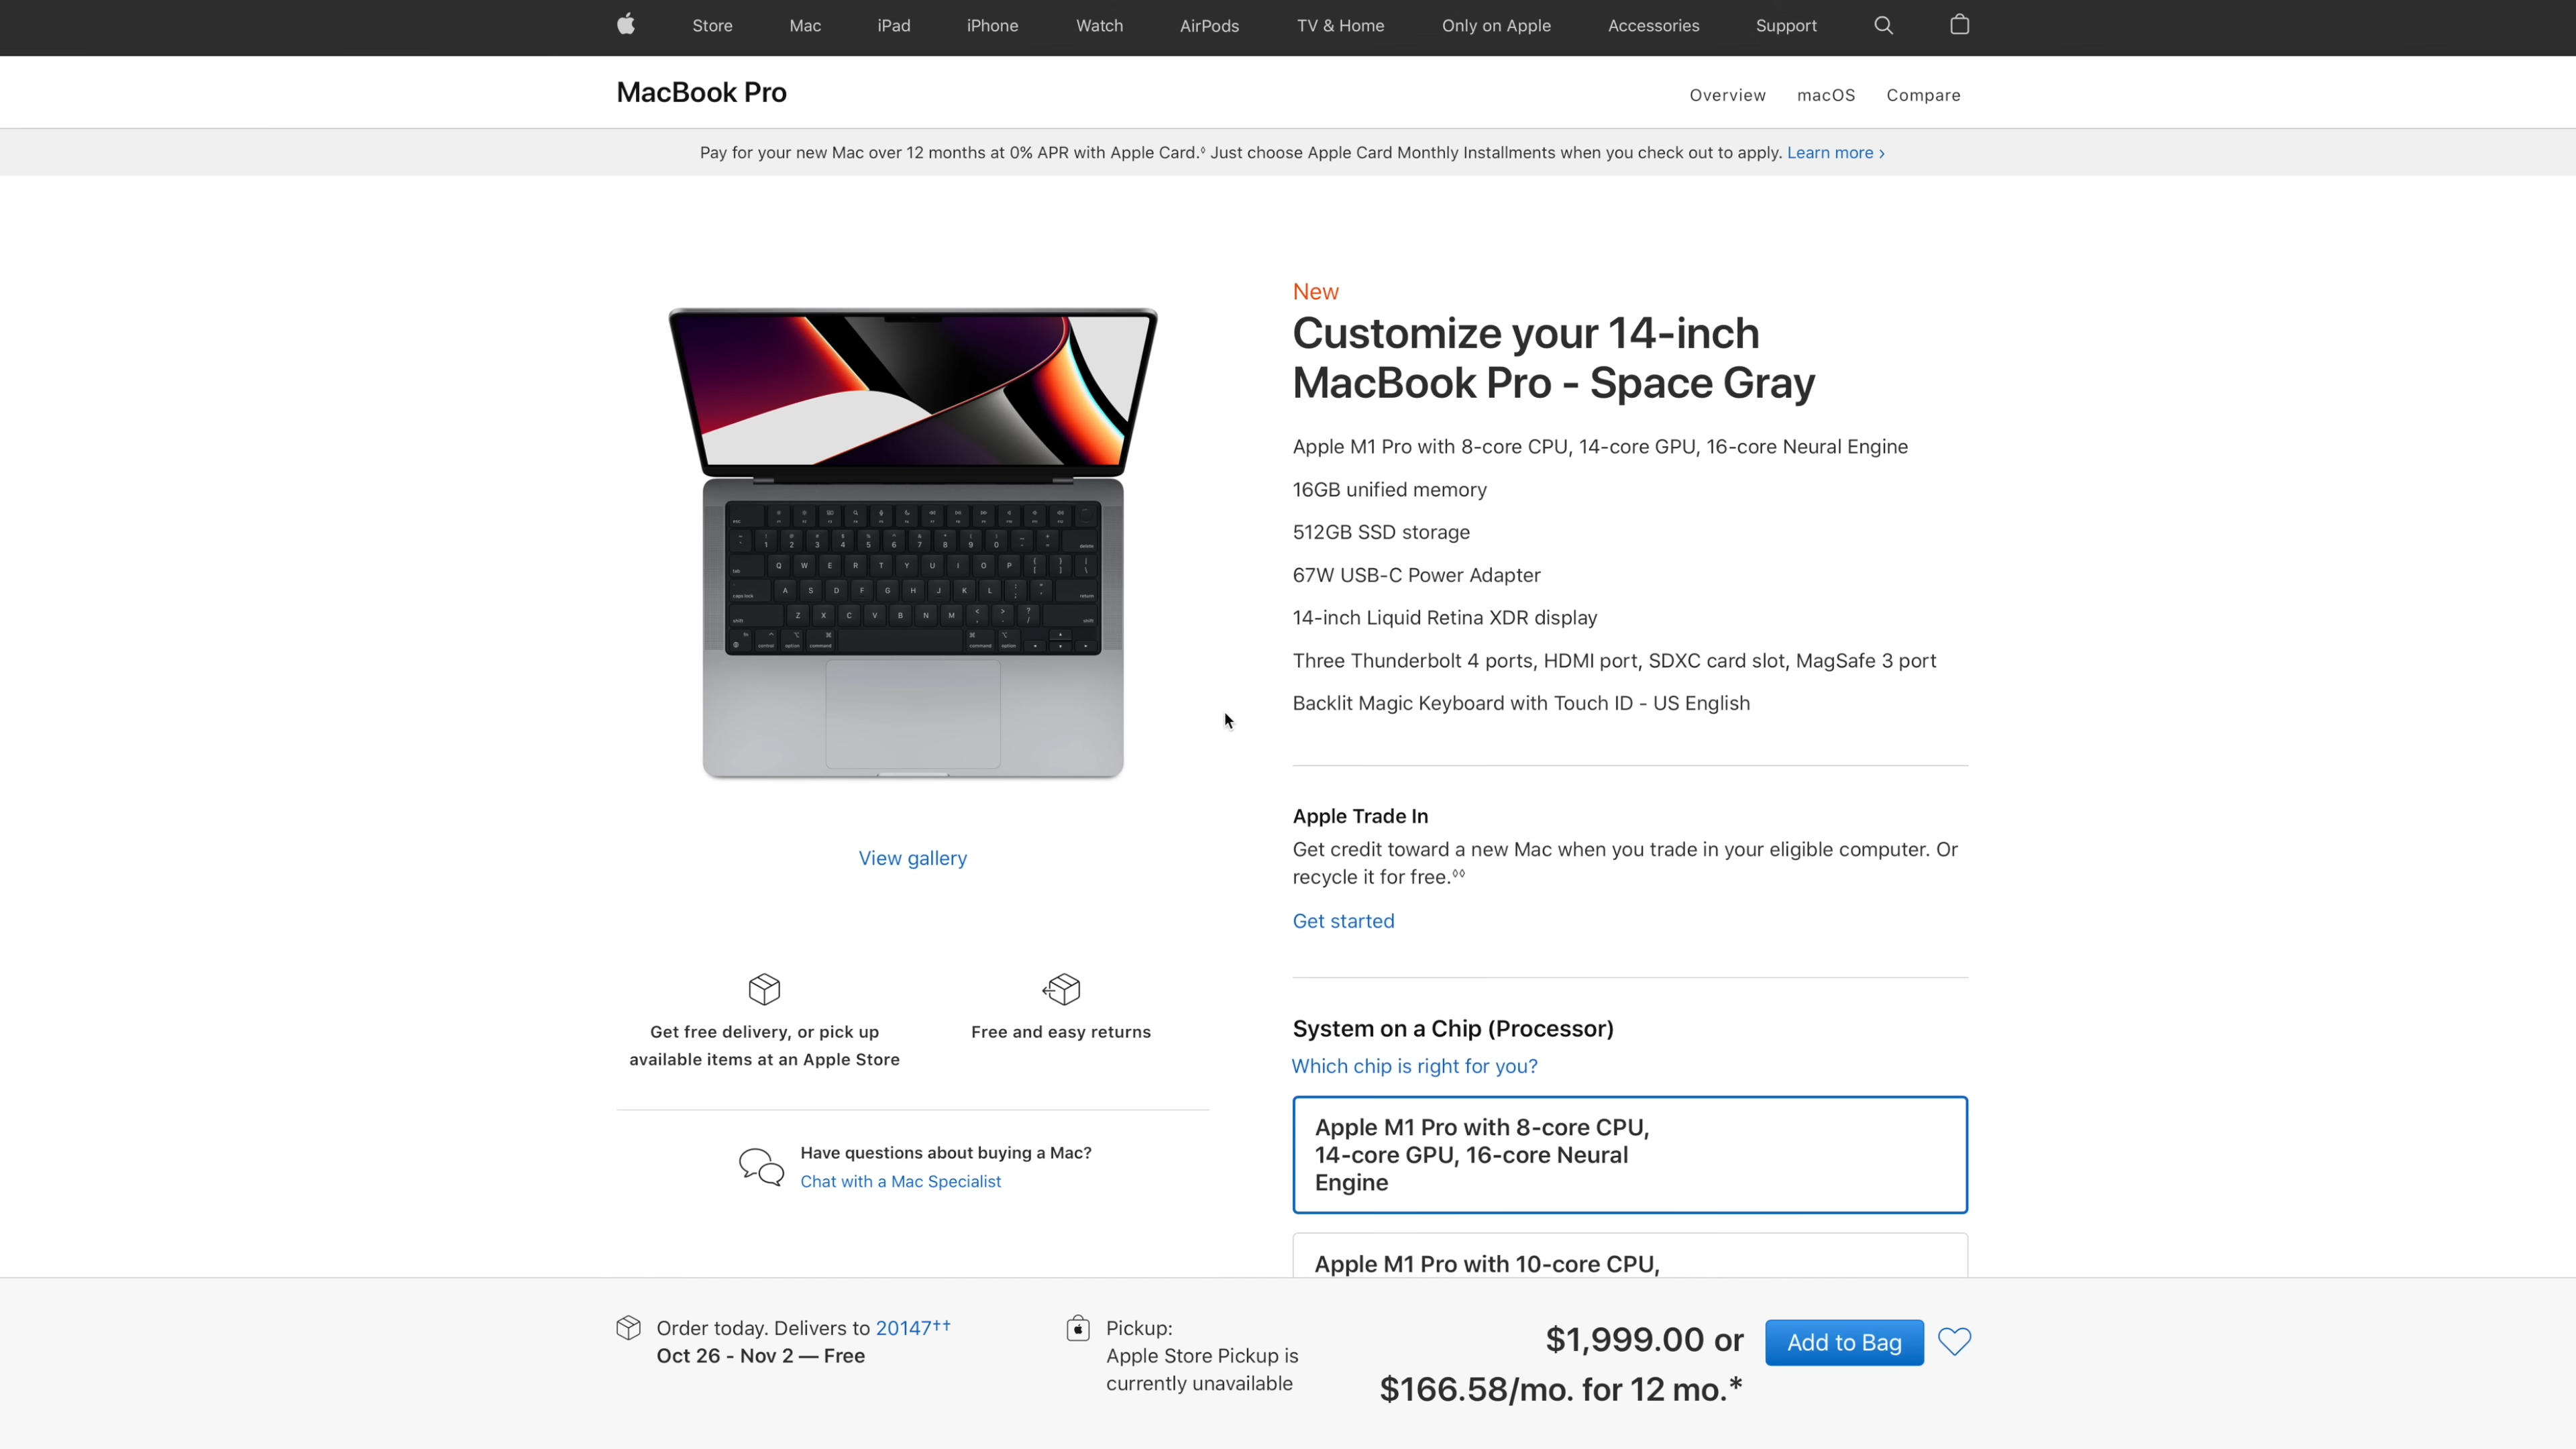 Store Mac iPad iPhone Watch AirPods TV & Home Only on Apple Accessories Support
MacBook Pro
Overview macOS Compare
Pay for your new Mac over 12 months at 0% APR with Apple Card.◊ Just choose Apple Card Monthly Installments when you check out to apply. Learn more ›
View gallery
Get free delivery, or pick up
available items at an Apple Store
Free and easy returns
Have questions about buying a Mac?
Chat with a Mac Specialist
New
Customize your 14-inch
MacBook Pro - Space Gray
Apple M1 Pro with 8-core CPU, 14-core GPU, 16-core Neural Engine
16GB unified memory
512GB SSD storage
67W USB-C Power Adapter
14-inch Liquid Retina XDR display
Three Thunderbolt 4 ports, HDMI port, SDXC card slot, MagSafe 3 port
Backlit Magic Keyboard with Touch ID - US English
Apple Trade In
Get credit toward a new Mac when you trade in your eligible computer. Or
recycle it for free.◊◊
Get started
System on a Chip (Processor)
Which chip is right for you?
Apple M1 Pro with 8-core CPU,
14-core GPU, 16-core Neural
Engine
Apple M1 Pro with 10-core CPU,
Order today. Delivers to 20147††
Oct 26 - Nov 2 — Free
Pickup:
Apple Store Pickup is
currently unavailable
$1,999.00 or
$166.58/mo. for 12 mo.*
Add to Bag